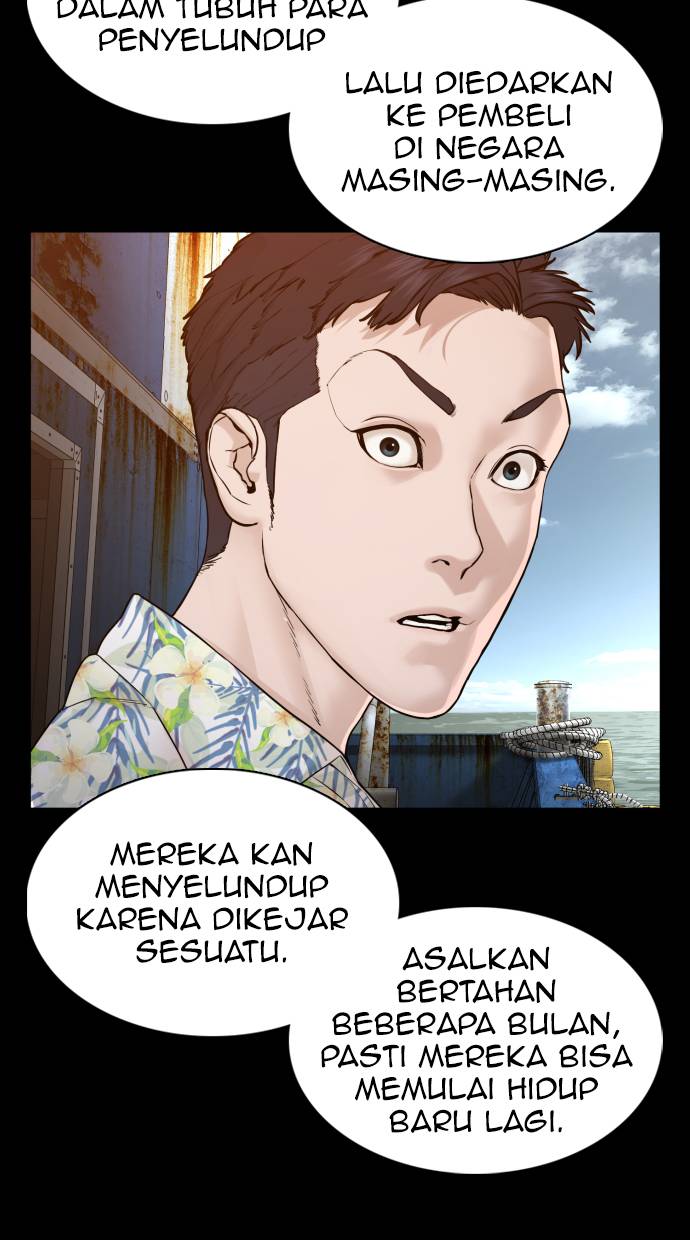 DALAM TUBUH PARA
PENYELUNDUP
LALU DIEDARKAN
KE PEMBELI
DI NEGARA
MASING-MASING.
MEREKA KAN
MENYELUNDUP
KARENA DIKEJAR
SESUATU.
ASALKAN
BERTAHAN
BEBERAPA BULAN,
PASTI MEREKA BISA
MEMULAI HIDUP
BARU LAGI.